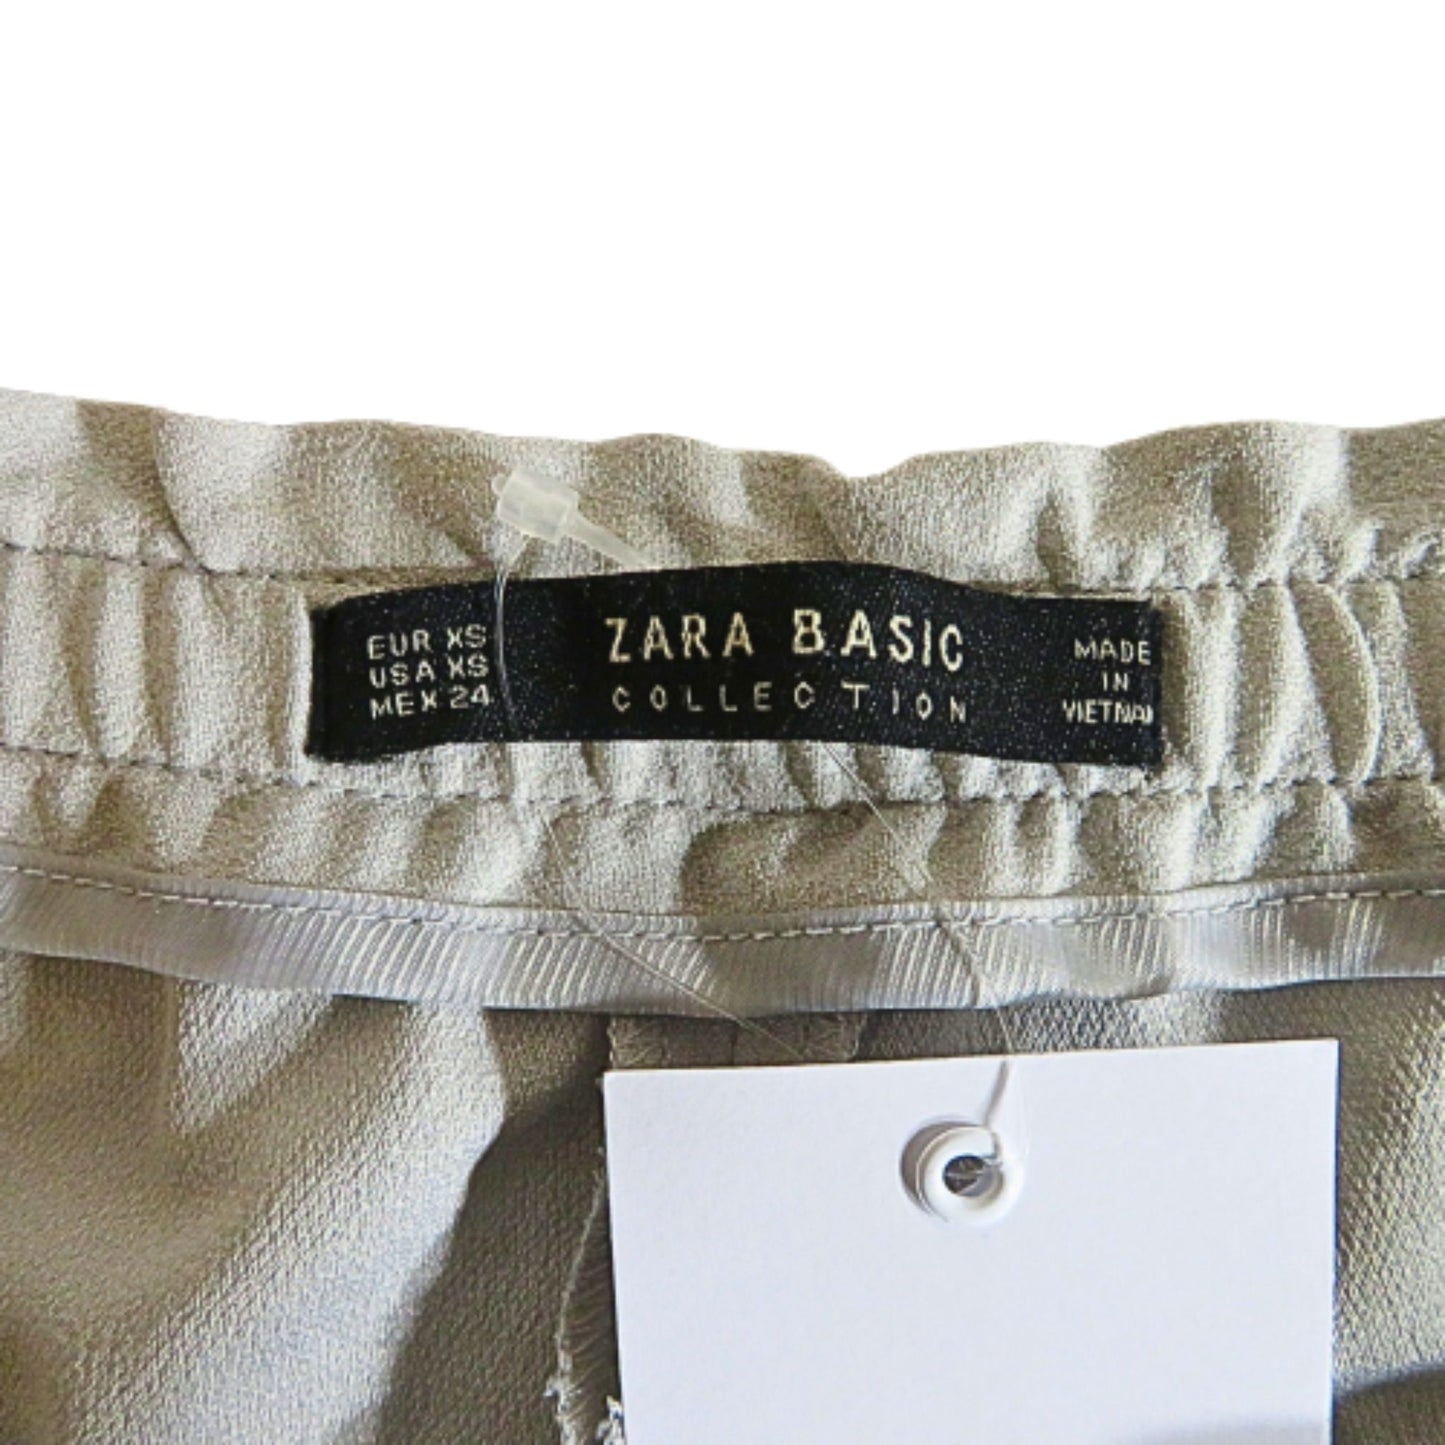 EUR XS
USA XS
MEX 24
ZARA BASIC
COLLECTION
MADE
IN
VIETNAM